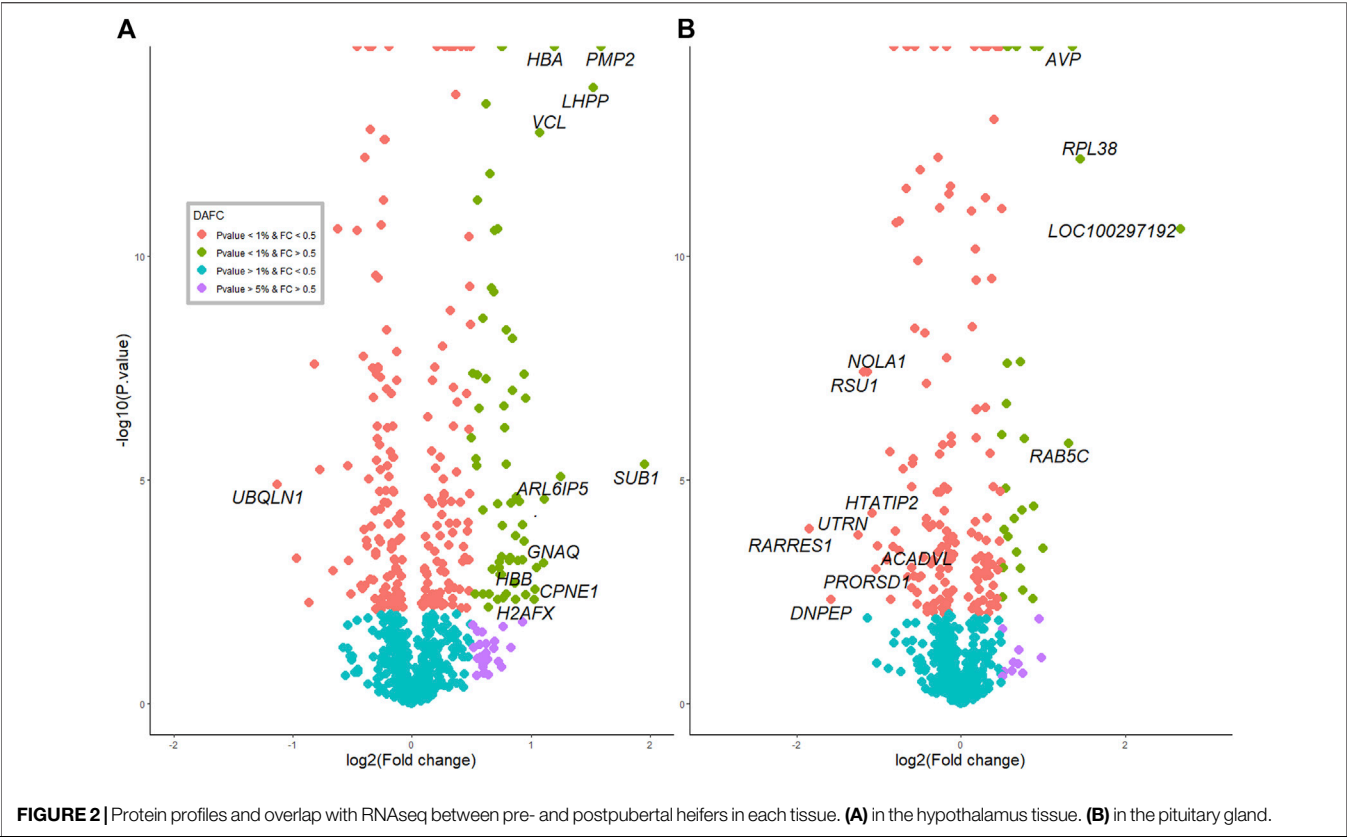 A
B
HBA
PMP2
LHPP
VCL
AVP
RPL38
LOC100297192
DAFC
Pvalue < 1% & FC < 0.5
Pvalue < 1% & FC > 0.5
Pvalue > 1% & FC < 0.5
Pvalue > 5% & FC > 0.5
10
5
0
-log10(P.value)
UBQLN1
SUB1
ARL6IP5
GNAQ
HBB
CPNE1
H2AFX
-2
-1
0
1
2
log2(Fold change)
10
5
0
NOLA1
RSU1
RAB5C
HTATIP2
UTRN
RARRES1
ACADVL
PRORSD1
DNPEP
-2
0
2
log2(Fold change)
FIGURE 2 | Protein profiles and overlap with RNAseq between pre- and postpubertal heifers in each tissue. (A) in the hypothalamus tissue. (B) in the pituitary gland.